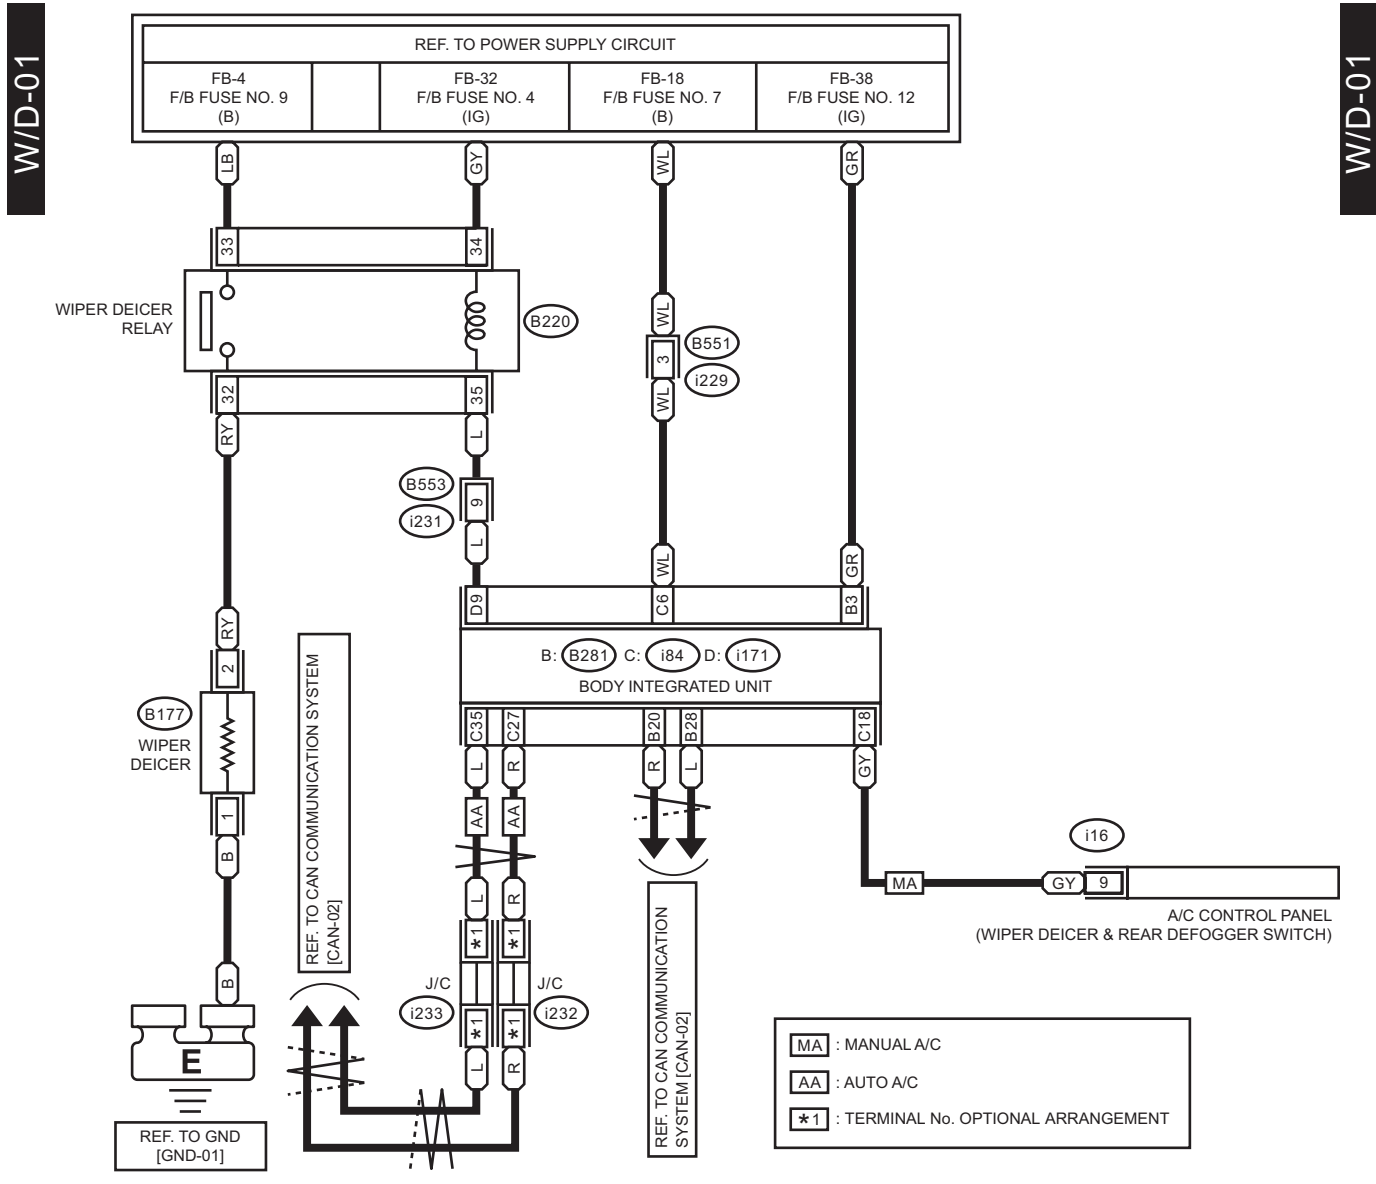 W/D-01
W/D-01
REF. TO POWER SUPPLY CIRCUIT
FB-4
F/B FUSE NO. 9
(B)
FB-32
F/B FUSE NO. 4
(IG)
FB-18
F/B FUSE NO. 7
(B)
FB-38
F/B FUSE NO. 12
(IG)
LB
GY
WL
GR
33
34
WIPER DEICER
RELAY
B220
WL
3
B551
i229
WL
32
35
RY
L
B553
i231
9
L
WL
GR
D9
C6
B3
B: B281 C: i84 D: i171
BODY INTEGRATED UNIT
C35
C27
B20
B28
C18
RY
2
B177
WIPER
DEICER
1
B
B
E
REF. TO GND
[GND-01]
REF. TO CAN COMMUNICATION SYSTEM
[CAN-02]
L
R
R
L
GY
AA
AA
L
R
*1
*1
J/C
i233
J/C
i232
*1
*1
L
R
REF. TO CAN COMMUNICATION
SYSTEM [CAN-02]
MA
GY
9
i16
A/C CONTROL PANEL
(WIPER DEICER & REAR DEFOGGER SWITCH)
MA : MANUAL A/C
AA : AUTO A/C
*1 : TERMINAL No. OPTIONAL ARRANGEMENT